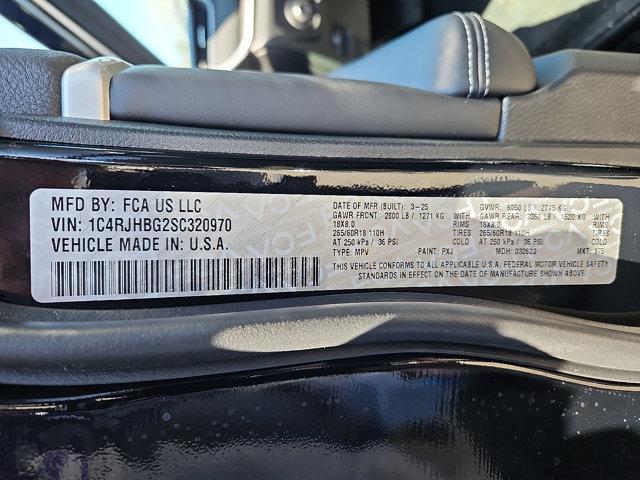 MFD BY: FCA US LLC
VIN: 1C4RJHBG2SC320970
VEHICLE MADE IN: U.S.A.
DATE OF MFR (BUILT): 3-25 GVWR: 6050 LB / 2745 KG
GAWR FRONT: 2800 LB / 1271 KG WITH GAWR REAR: 3350 LB / 1520 KG WITH
18X8.0 RIMS 18X8.0 RIMS
265/60R18 110H TIRES 265/60R18 110H TIRES
AT 250 kPa/ 36 PSI AT 250 kPa / 36 PSI
TYPE: MPV PAINT: PXJ MDH: 032623 MKT: 375
THIS VEHICLE CONFORMS TO ALL APPLICABLE U.S.A. FEDERAL MOTOR VEHICLE SAFETY
STANDARDS IN EFFECT ON THE DATE OF MANUFACTURE SHOWN ABOVE.